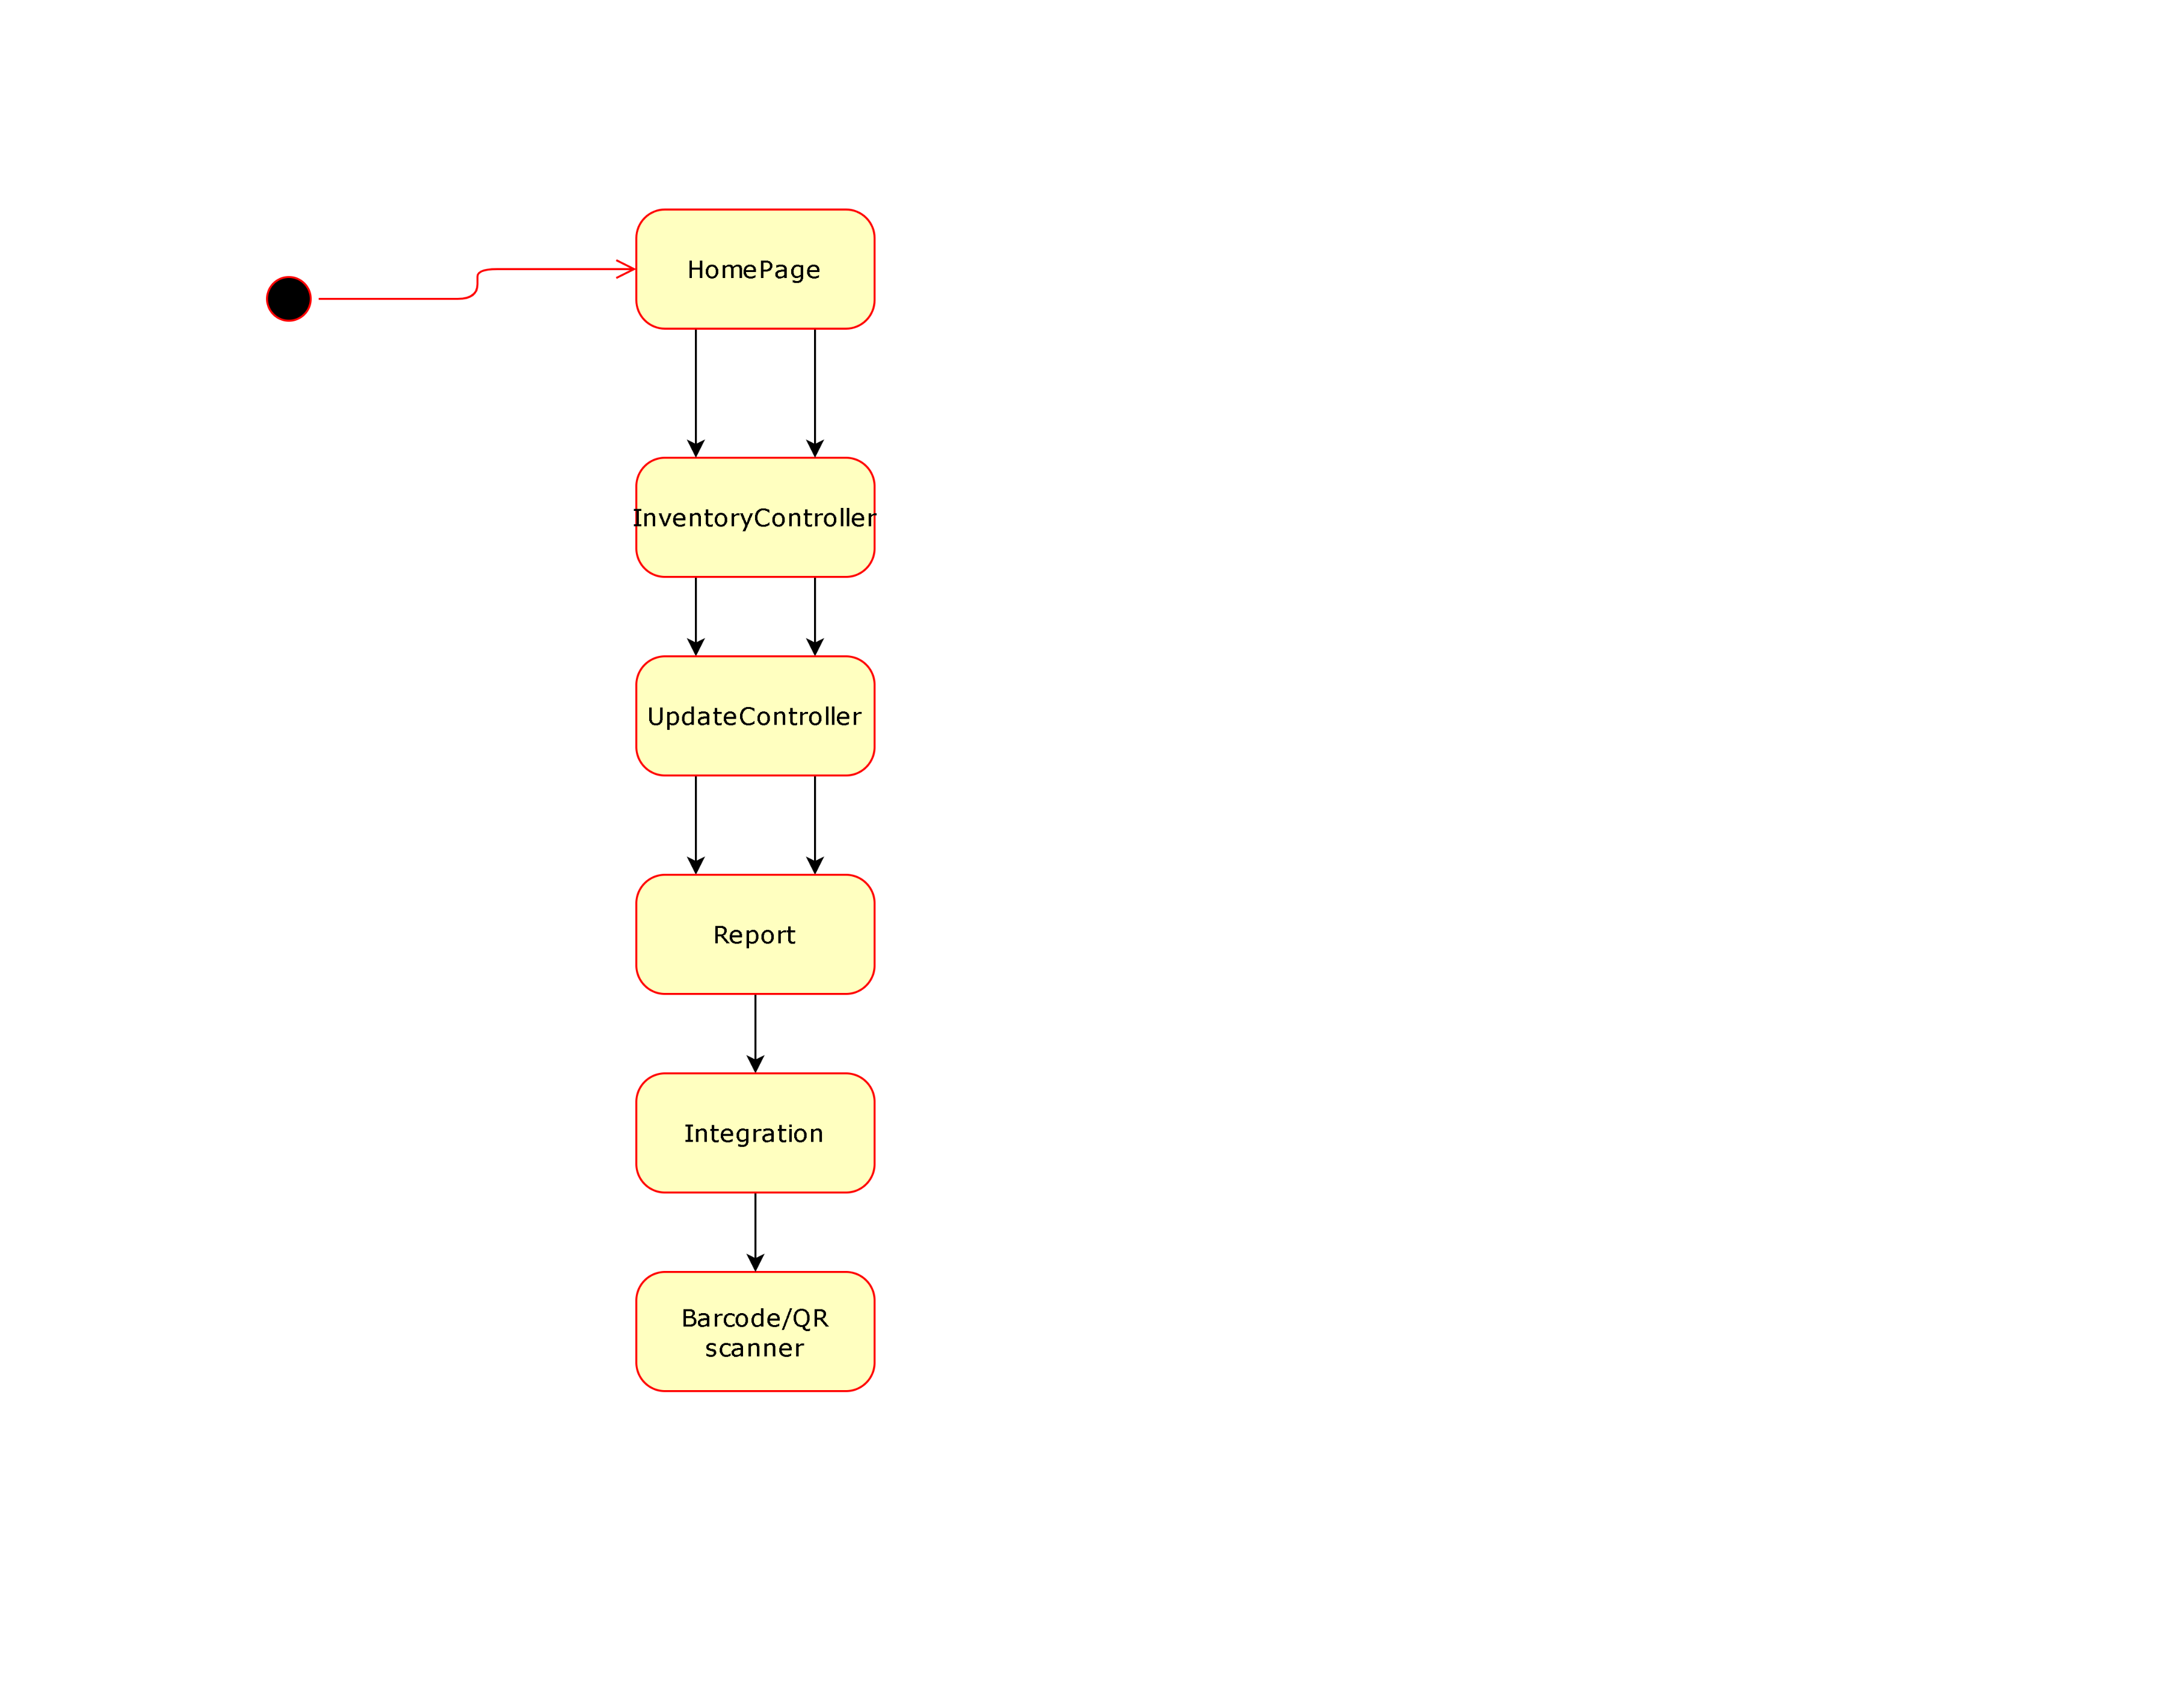 HomePage
InventoryController
UpdateController
Report
Integration
Barcode/QR
scanner